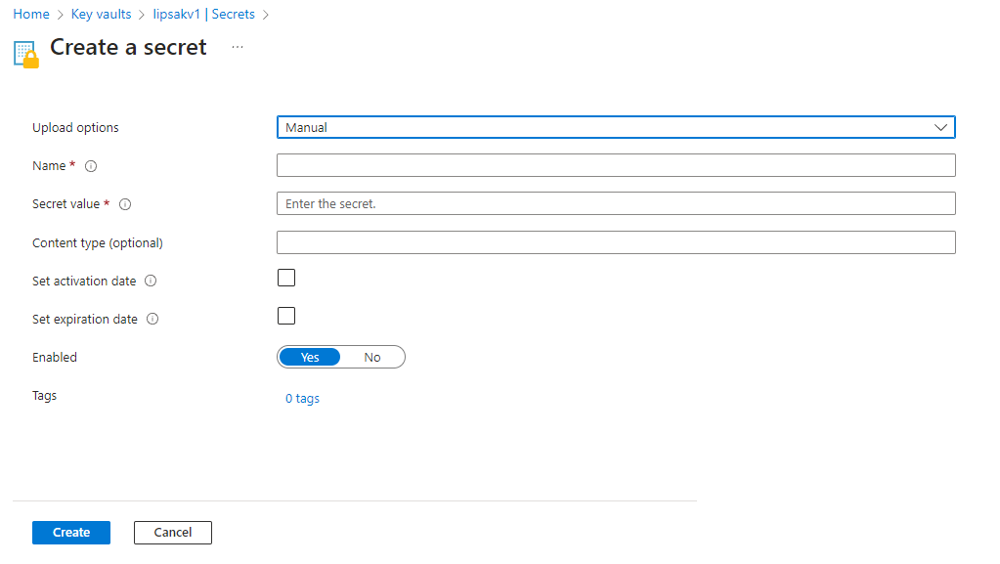 Home > Key vaults > lipsakv1 | Secrets >
Create a secret ...
Upload options Manual
Name *
Secret value * Enter the secret.
Content type (optional)
Set activation date
Set expiration date
Enabled Yes No
Tags 0 tags
Create Cancel